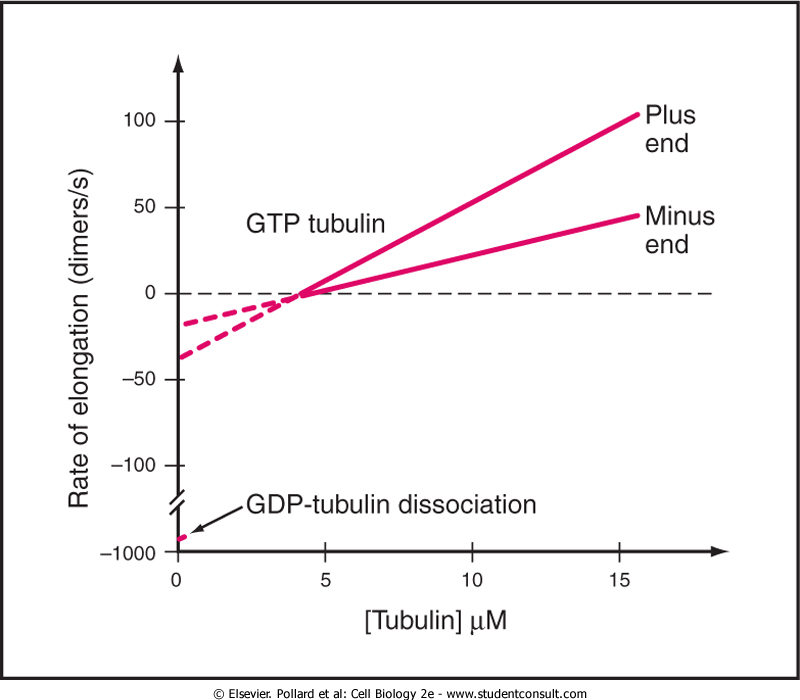 Rate of elongation (dimers/s)
100
50
0
–50
–100
–1000
Plus
end
GTP tubulin
Minus
end
GDP-tubulin dissociation
0
5
10
15
[Tubulin] μM
© Elsevier. Pollard et al: Cell Biology 2e - www.studentconsult.com